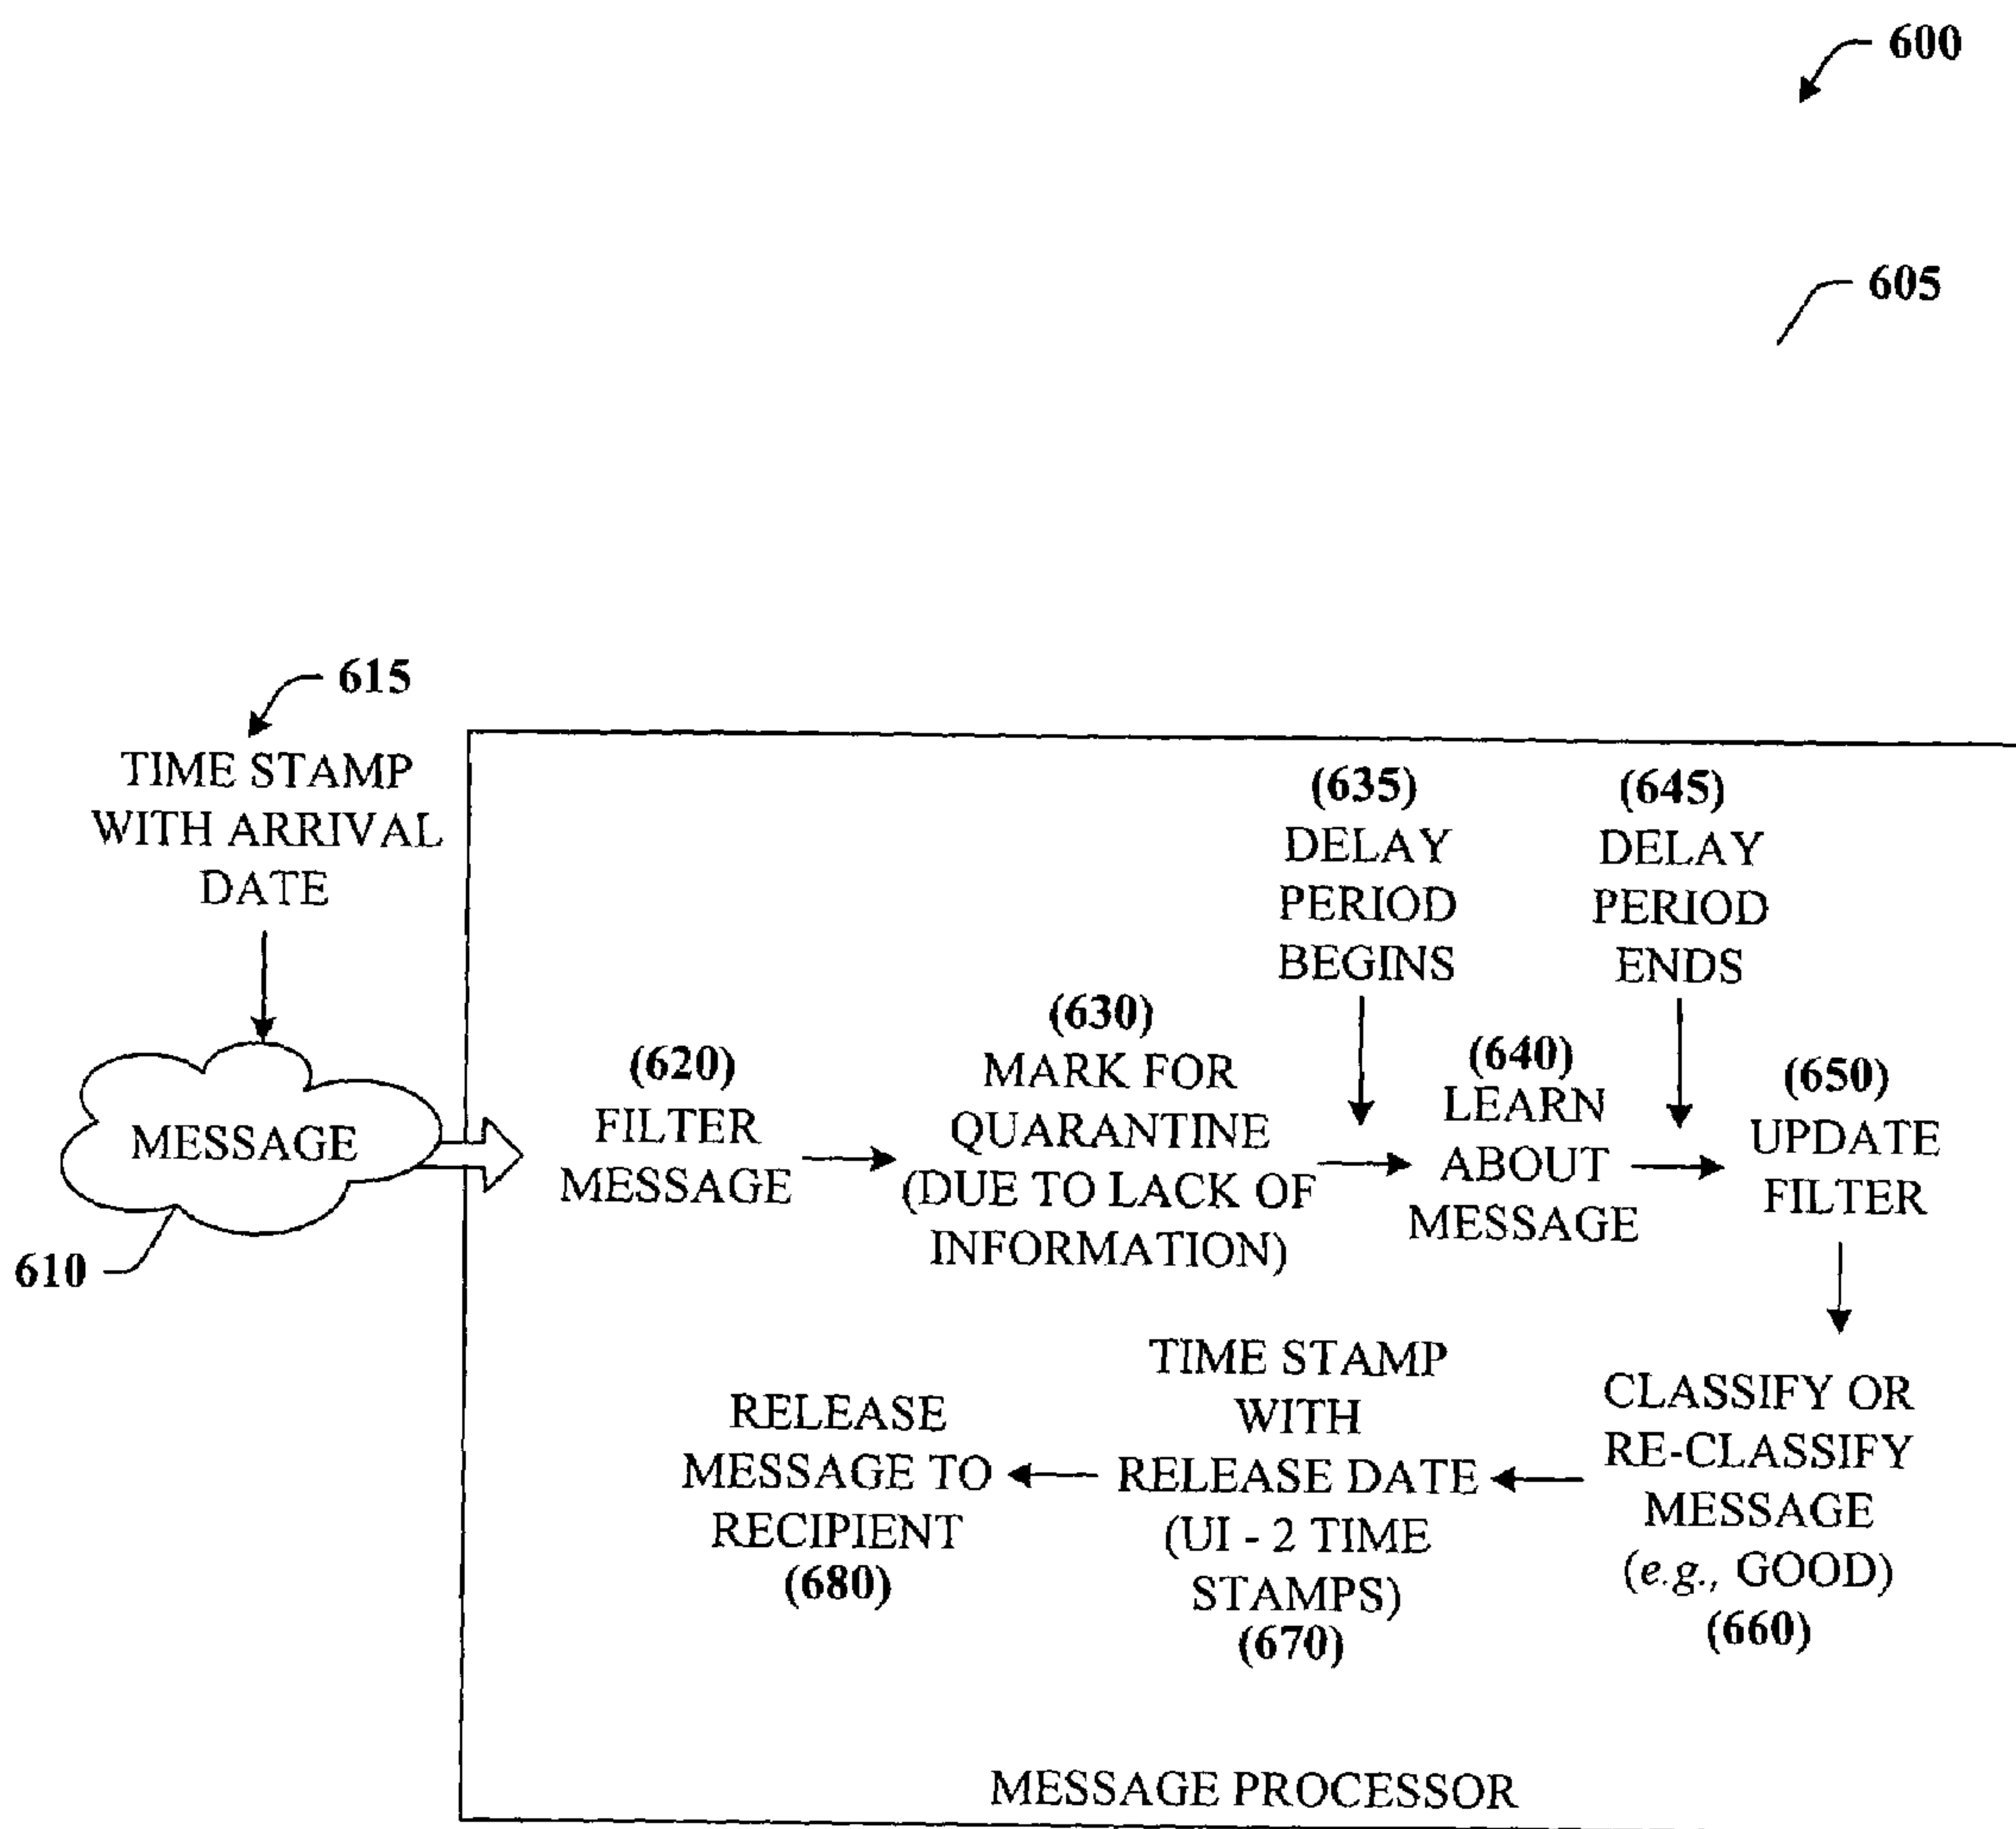 600
605
615
TIME STAMP
WITH ARRIVAL
DATE
MESSAGE
610
(620)
FILTER
MESSAGE
(630)
MARK FOR
QUARANTINE
(DUE TO LACK OF
INFORMATION)
(635)
DELAY
PERIOD
BEGINS
(640)
LEARN
ABOUT
MESSAGE
(645)
DELAY
PERIOD
ENDS
(650)
UPDATE
FILTER
CLASSIFY OR
RE-CLASSIFY
MESSAGE
(e.g., GOOD)
(660)
TIME STAMP
WITH
RELEASE DATE
(UI - 2 TIME
STAMPS)
(670)
RELEASE
MESSAGE TO
RECIPIENT
(680)
MESSAGE PROCESSOR